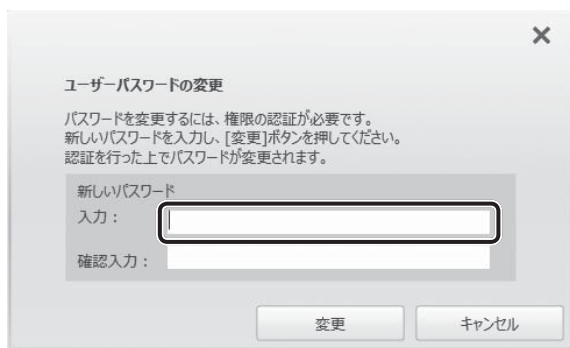 ユーザーパスワードの変更
パスワードを変更するには、権限の認証が必要です。
新しいパスワードを入力し、[変更]ボタンを押してください。
認証を行った上でパスワードが変更されます。
新しいパスワード
入力：
確認入力：
変更 キャンセル